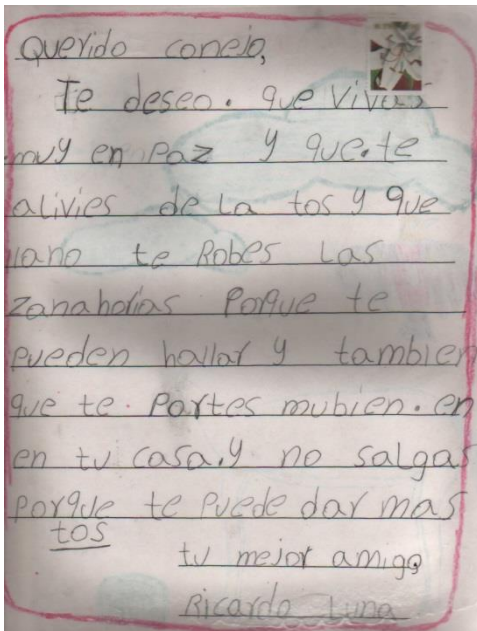 Querido conejo,
Te deseo. que vivas
muy en paz y que.te
alivies de la tos y que
llano te Robes las
zanahorias porque te
pueden hallar y tambien
que te. partes mubien. en
en tu casa.y no salgas
porque te puede dar mas
tos
tu mejor amigo
Ricardo Luna